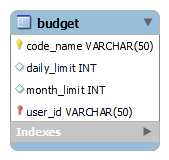 budget
code_name VARCHAR(50)
daily_limit INT
month_limit INT
user_id VARCHAR(50)
Indexes